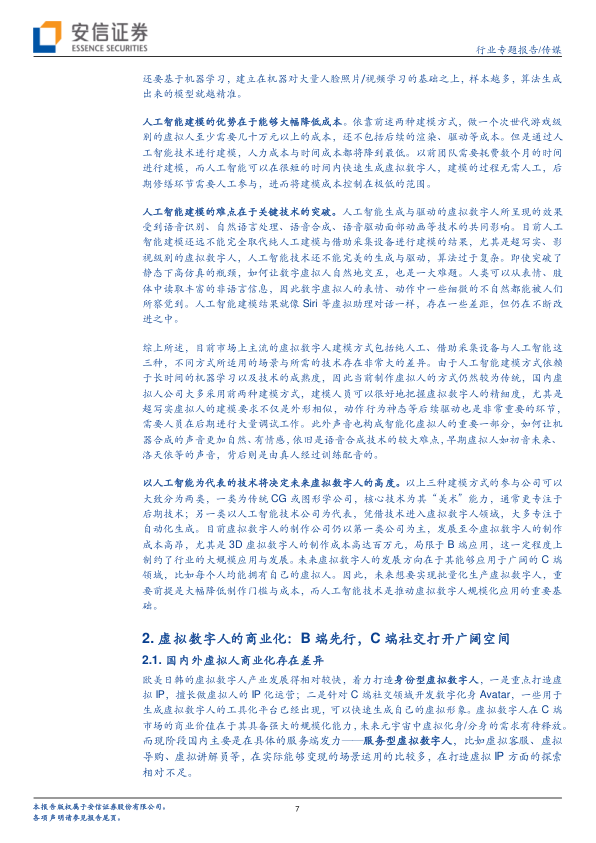 安信证券
ESSENCE SECURITIES
行业专题报告/传媒
还要基于机器学习，建立在机器对大量人脸照片/视频学习的基础之上，样本越多，算法生成
出来的模型就越精准。
人工智能建模的优势在于能够大幅降低成本。依靠前述两种建模方式，做一个次世代游戏级
别的虚拟人至少需要几十万元以上的成本，还不包括后续的渲染、驱动等成本。但是通过人
工智能技术进行建模，人力成本与时间成本都将降到最低。以前团队需要耗费数个月的时间
进行建模，而人工智能可以在很短的时间内快速生成虚拟数字人，建模的过程无需人工，后
期修缮环节需要人工参与，进而将建模成本控制在极低的范围。
人工智能建模的难点在于关键技术的突破。人工智能生成与驱动的虚拟数字人所呈现的效果
受到语音识别、自然语言处理、语音合成、语音驱动面部动画等技术的共同影响。目前人工
智能建模还远不能完全取代纯人工建模与借助采集设备进行建模的结果，尤其是超写实、影
视级别的虚拟数字人，人工智能技术还不能完美的生成与驱动，算法过于复杂。即使突破了
静态下高仿真的瓶颈，如何让数字虚拟人自然地交互，也是一大难题。人类可以从表情、肢
体中读取丰富的非语言信息，因此数字虚拟人的表情、动作中一些细微的不自然都能被人们
所察觉到。人工智能建模结果就像 Siri 等虚拟助理对话一样，存在一些差距，但仍在不断改
进之中。
综上所述，目前市场上主流的虚拟数字人建模方式包括纯人工、借助采集设备与人工智能这
三种，不同方式所适用的场景与所需的技术存在非常大的差异。由于人工智能建模方式依赖
于长时间的机器学习以及技术的成熟度，因此当前制作虚拟人的方式仍然较为传统，国内虚
拟人公司大多采用前两种建模方式，建模人员可以很好地把握虚拟数字人的精细度，尤其是
超写实虚拟人的建模要求不仅是外形相似，动作行为神态等后续驱动也是非常重要的环节，
需要人员在后期进行大量调试工作。此外声音也构成智能化虚拟人的重要一部分，如何让机
器合成的声音更加自然、有情感，依旧是语音合成技术的较大难点，早期虚拟人如初音未来、
洛天依等的声音，背后则是由真人经过训练配音的。
以人工智能为代表的技术将决定未来虚拟数字人的高度。以上三种建模方式的参与公司可以
大致分为两类，一类为传统 CG 或图形学公司，核心技术为其“美术”能力，通常更专注于
后期技术；另一类以人工智能技术公司为代表，凭借技术进入虚拟数字人领域，大多专注于
自动化生成。目前虚拟数字人的制作公司仍以第一类公司为主，发展至今虚拟数字人的制作
成本高昂，尤其是 3D 虚拟数字人的制作成本高达百万元，局限于 B 端应用，这一定程度上
制约了行业的大规模应用与发展。未来虚拟数字人的发展方向在于其能够应用于广阔的 C 端
领域，比如每个人均能拥有自己的虚拟人。因此，未来想要实现批量化生产虚拟数字人，重
要前提是大幅降低制作门槛与成本，而人工智能技术是推动虚拟数字人规模化应用的重要基
础。
2. 虚拟数字人的商业化：B 端先行，C 端社交打开广阔空间
2.1. 国内外虚拟人商业化存在差异
欧美日韩的虚拟数字人产业发展得相对较快，着力打造身份型虚拟数字人，一是重点打造虚
拟 IP，擅长做虚拟人的 IP 化运营；二是针对 C 端社交领域开发数字化身 Avatar，一些用于
生成虚拟数字人的工具化平台已经出现，可以快速生成自己的虚拟形象。虚拟数字人在 C 端
市场的商业价值在于其具备强大的规模化能力，未来元宇宙中虚拟化身/分身的需求有待释放。
而现阶段国内主要是在具体的服务端发力——服务型虚拟数字人，比如虚拟客服、虚拟
导购、虚拟讲解员等，在实际能够变现的场景运用的比较多，在打造虚拟 IP 方面的探索
相对不足。
本报告版权属于安信证券股份有限公司。
各项声明请参见报告尾页。
7